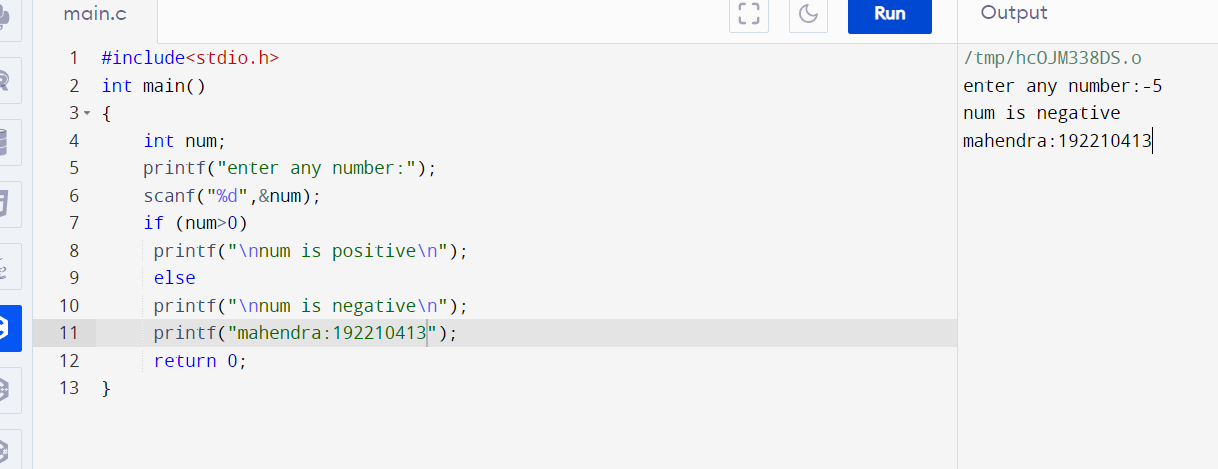 main.c
Run
Output
1 #include<stdio.h>
2 int main()
3 {
4     int num;
5     printf("enter any number:");
6     scanf("%d",&num);
7     if (num>0)
8      printf("\nnum is positive\n");
9      else
10      printf("\nnum is negative\n");
11      printf("mahendra:192210413");
12      return 0;
13 }
/tmp/hcOJM338DS.o
enter any number:-5
num is negative
mahendra:192210413